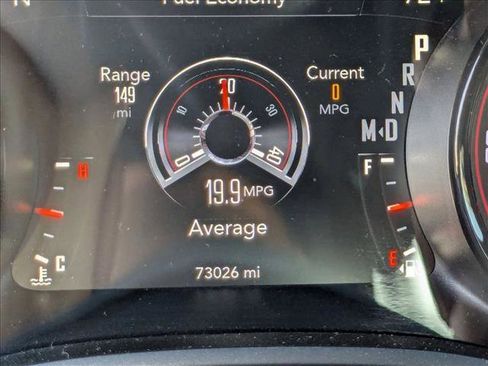 N
Fuel Economy
P
Range
149
mi
Current
0
MPG
R
N
M◂D
0 10 20 30 40
19.9 MPG
Average
H
C
F
E
73026 mi